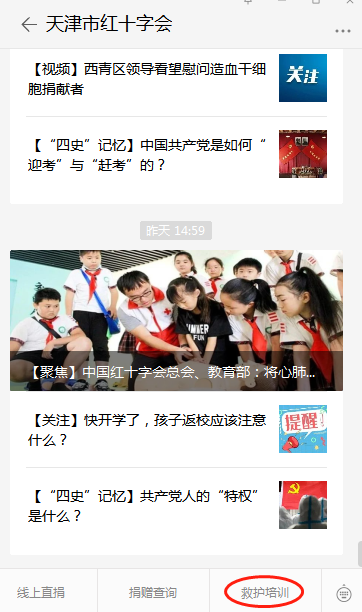 天津市红十字会
【视频】西青区领导看望慰问造血干细
胞捐献者
关注
【“四史”记忆】中国共产党是如何“
迎考”与“赶考”的？
昨天 14:59
SUMMER
FUN
【聚焦】中国红十字会总会、教育部：将心肺...
【关注】快开学了，孩子返校应该注意
什么？
提醒
【“四史”记忆】共产党人的“特权”
是什么？
线上直捐
捐赠查询
救护培训